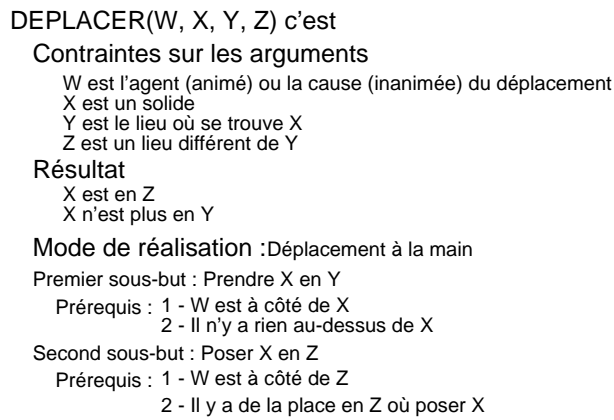 DEPLACER(W, X, Y, Z) c'est
Contraintes sur les arguments
W est l'agent (animé) ou la cause (inanimée) du déplacement
X est un solide
Y est le lieu où se trouve X
Z est un lieu différent de Y
Résultat
X est en Z
X n'est plus en Y
Mode de réalisation :Déplacement à la main
Premier sous-but : Prendre X en Y
Prérequis : 1 - W est à côté de X
2 - Il n'y a rien au-dessus de X
Second sous-but : Poser X en Z
Prérequis : 1 - W est à côté de Z
2 - Il y a de la place en Z où poser X